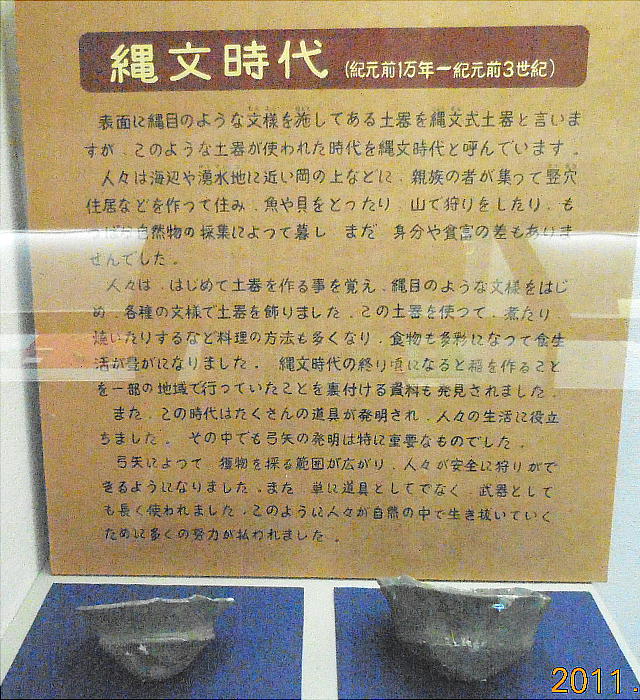 縄文時代 (紀元前1万年ー紀元前3世紀)
表面に縄目のような文様を施してある土器を縄文式土器と言いま
すが、このような土器が使われた時代を縄文時代と呼んでいます。
人々は海辺や湧水地に近い岡の上などに、親族の者が集って竪穴
住居などを作って住み、魚や貝をとったり、山で狩りをしたり、も
っぱら自然物の採集によって暮し、まだ、身分や貧富の差もありま
せんでした。
人々は、はじめて土器を作る事を覚え、縄目のような文様をはじ
め、各種の文様で土器を飾りました。この土器を使って、煮たり
焼いたりするなど料理の方法も多くなり、食物も多彩になって食生
活が豊かになりました。 縄文時代の終り頃になると稲を作ること
を一部の地域で行っていたことを裏付ける資料も発見されました。
また、この時代はたくさんの道具が発明され、人々の生活に役立
ちました。 その中でも弓矢の発明は特に重要なものでした。
弓矢によって、獲物を採る範囲が広がり、人々が安全に狩りがで
きるようになりました。また、単に道具としてでなく、武器として
も長く使われました。このように人々が自然の中で生き抜いていく
ために多くの努力が払われました。
2011.